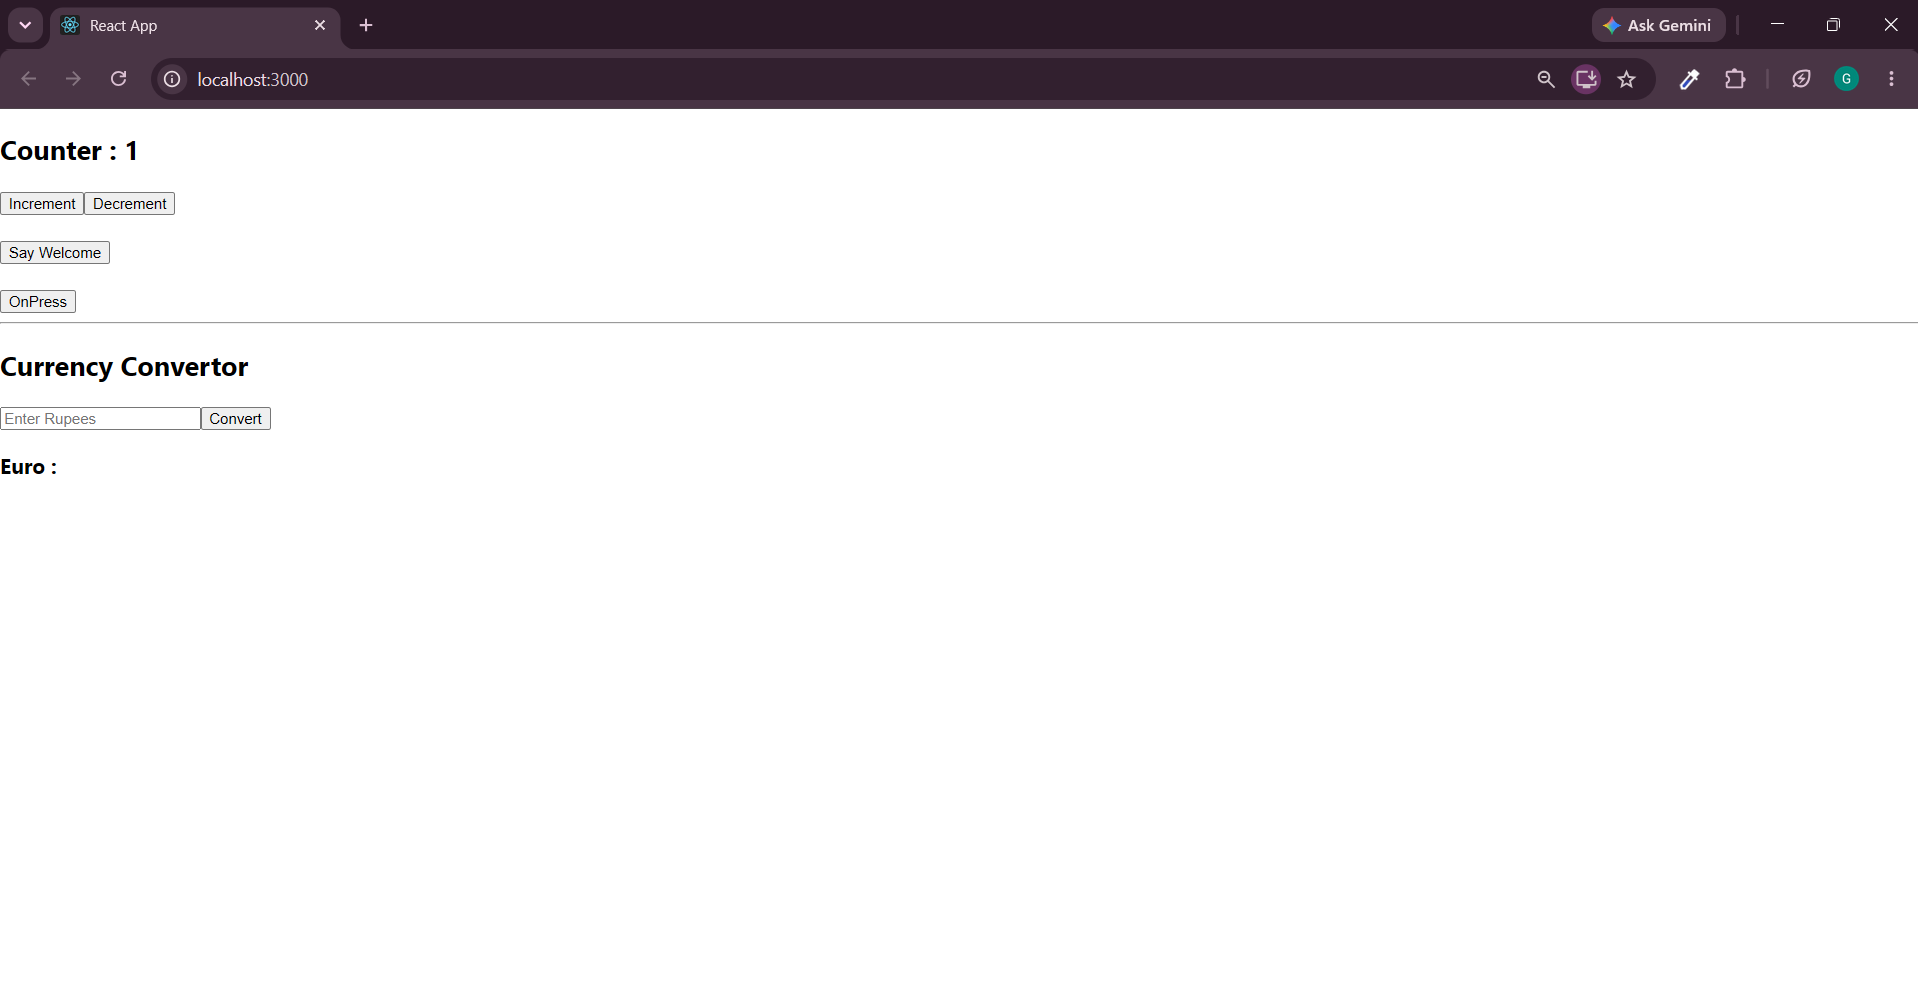 React App
Ask Gemini
localhost:3000
G
Counter : 1
Increment Decrement
Say Welcome
OnPress
Currency Convertor
Enter Rupees Convert
Euro :